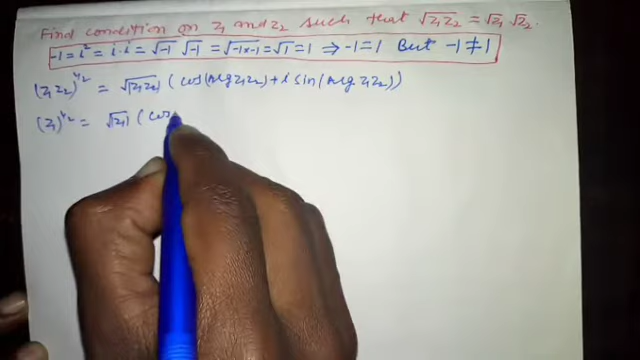 Find condition on z₁ and z₂ such that √z₁z₂ = √z₁ √z₂.
-1 = i² = i·i = √-1 √-1 = √-1×-1 = √1 = 1 ⇒ -1 = 1 But -1 ≠ 1
(z₁z₂)^1/2 = √|z₁z₂| ( cos(Arg z₁z₂) + i sin(Arg z₁z₂))
(z₁)^1/2 = √|z₁| ( cos